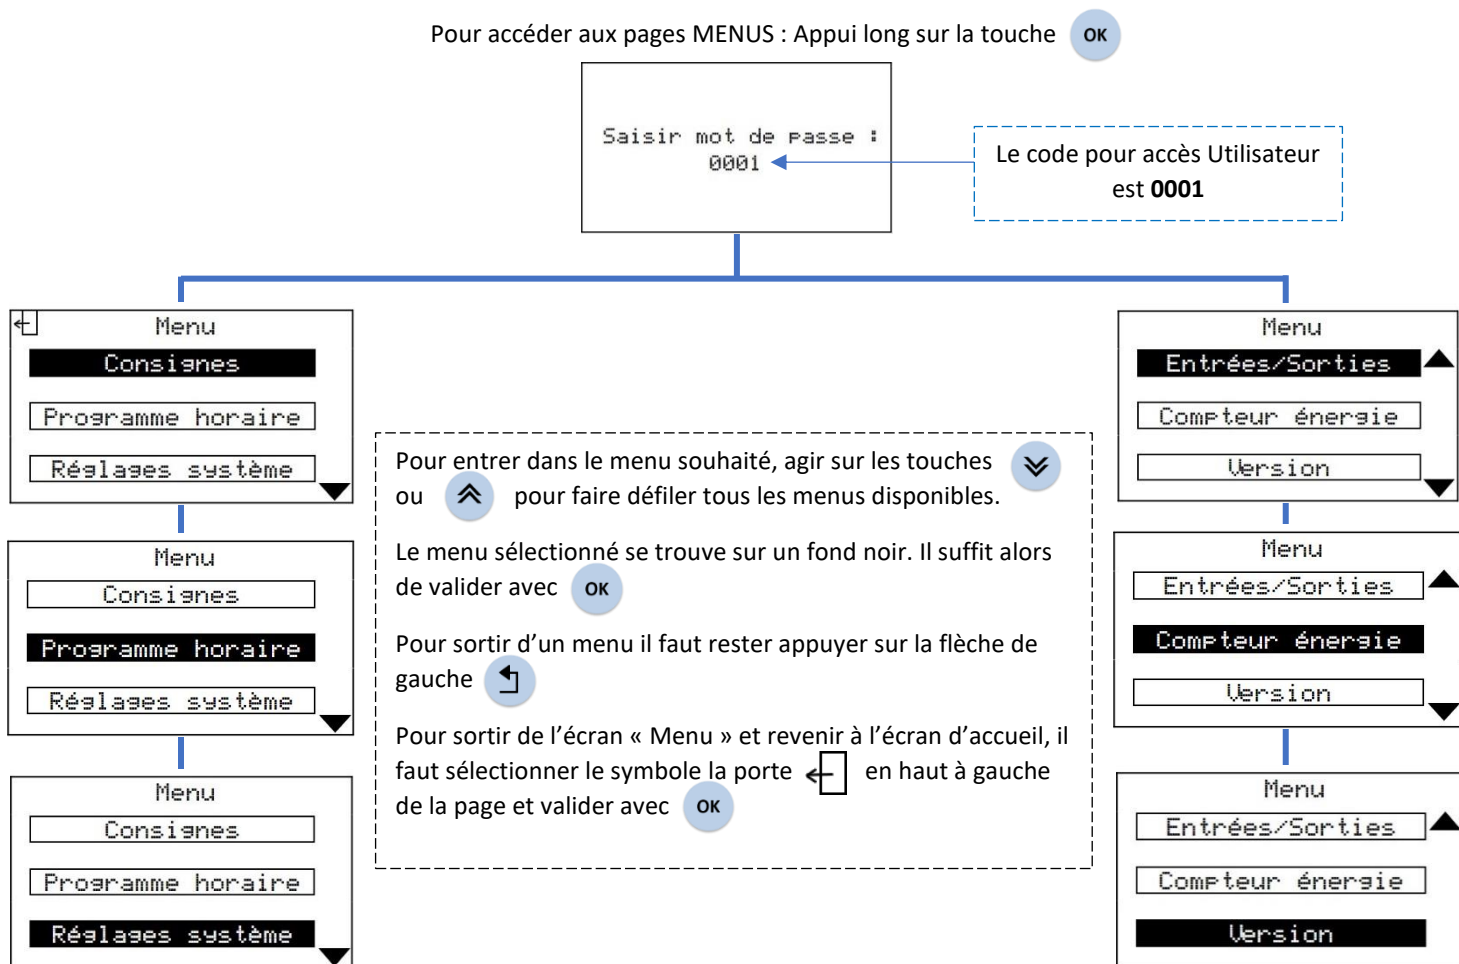 Pour accéder aux pages MENUS : Appui long sur la touche OK
Saisir mot de passe :
0001
Le code pour accès Utilisateur
est 0001
Menu
Consignes
Programme horaire
Réglages système
Menu
Consignes
Programme horaire
Réglages système
Menu
Consignes
Programme horaire
Réglages système
Pour entrer dans le menu souhaité, agir sur les touches
ou pour faire défiler tous les menus disponibles.
Le menu sélectionné se trouve sur un fond noir. Il suffit alors
de valider avec OK
Pour sortir d’un menu il faut rester appuyer sur la flèche de
gauche
Pour sortir de l’écran « Menu » et revenir à l’écran d’accueil, il
faut sélectionner le symbole la porte en haut à gauche
de la page et valider avec OK
Menu
Entrées/Sorties
Compteur énergie
Version
Menu
Entrées/Sorties
Compteur énergie
Version
Menu
Entrées/Sorties
Compteur énergie
Version